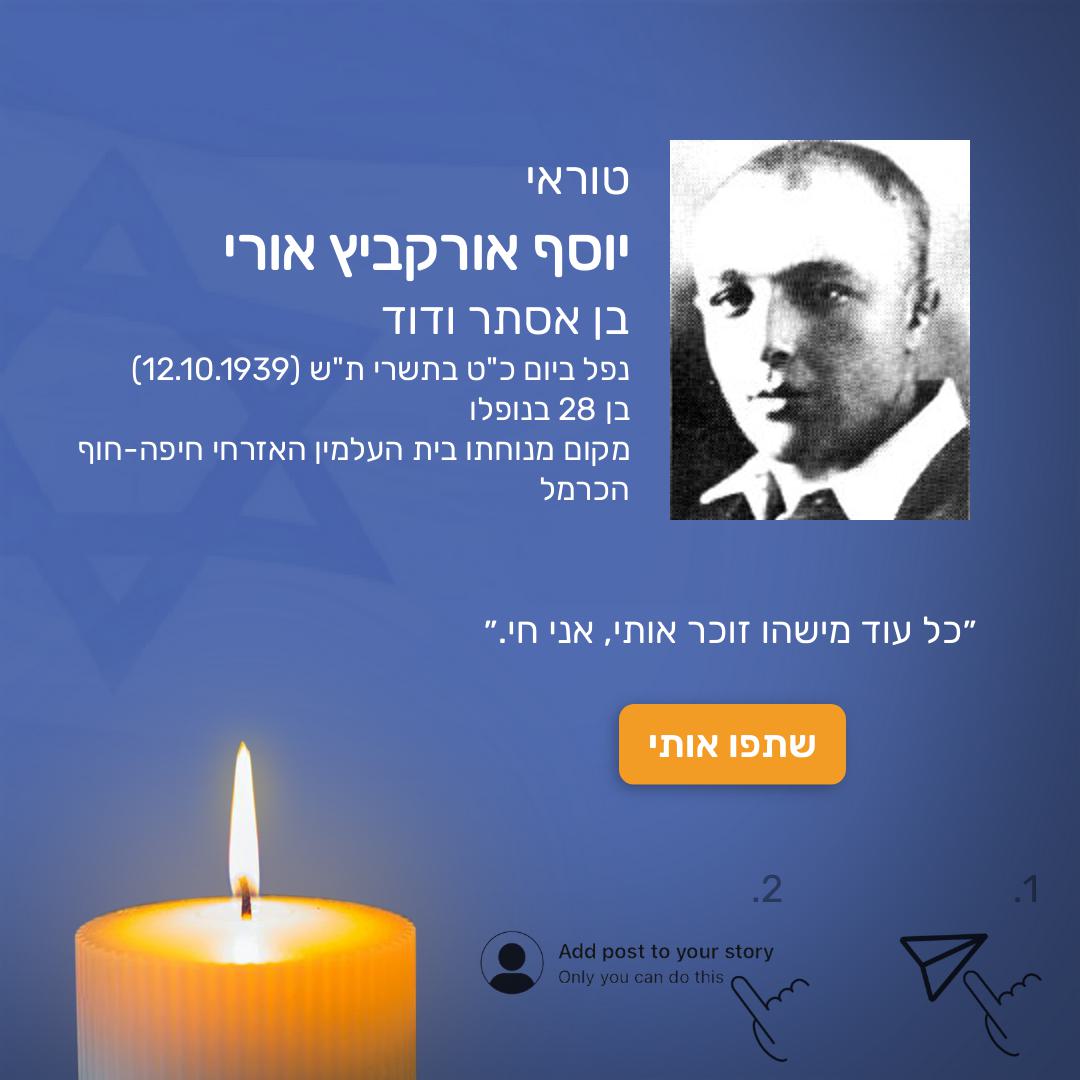 טוראי
יוסף אורקביץ אורי
בן אסתר ודוד
נפל ביום כ"ט בתשרי ת"ש (12.10.1939)
בן 28 בנופלו
מקום מנוחתו בית העלמין האזרחי חיפה-חוף
הכרמל
״כל עוד מישהו זוכר אותי, אני חי.״
שתפו אותי
1.
2.
Add post to your story
Only you can do this